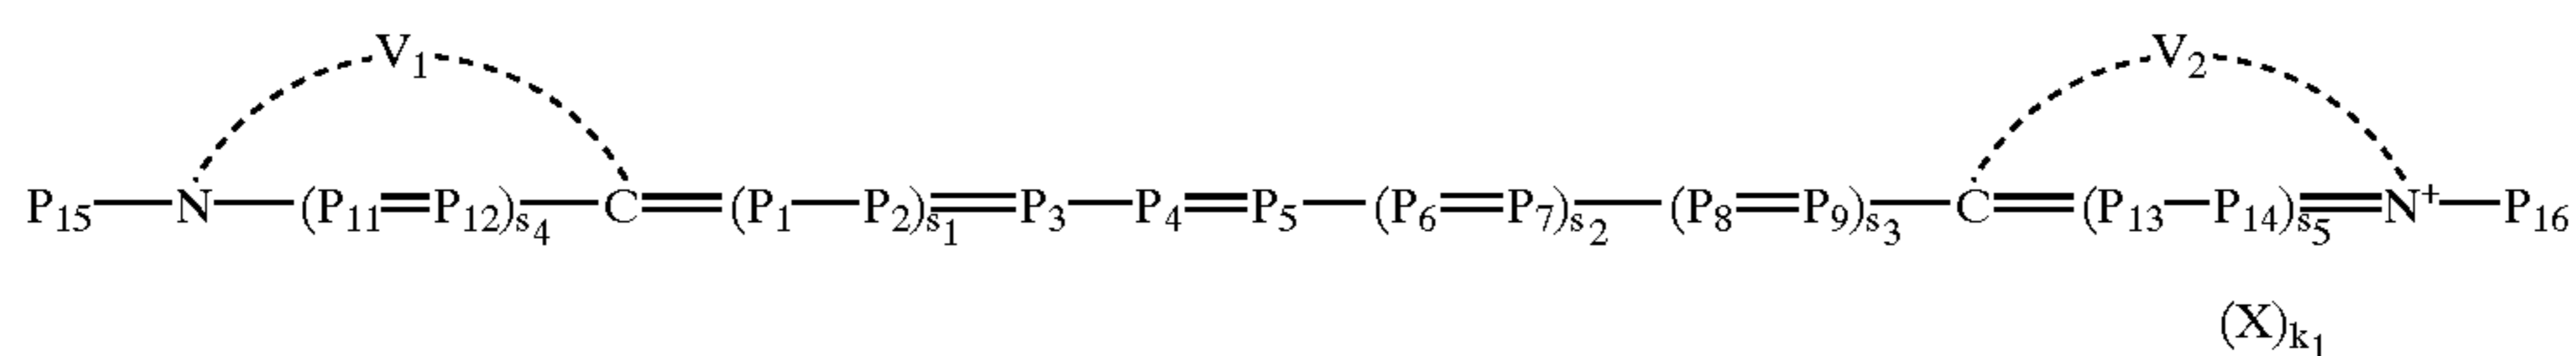 V₁ V₂
P₁₅—N—(P₁₁=P₁₂)s₄—C=(P₁—P₂)s₁=P₃—P₄=P₅—(P₆=P₇)s₂—(P₈=P₉)s₃—C=(P₁₃—P₁₄)s₅=N⁺—P₁₆
(X)k₁